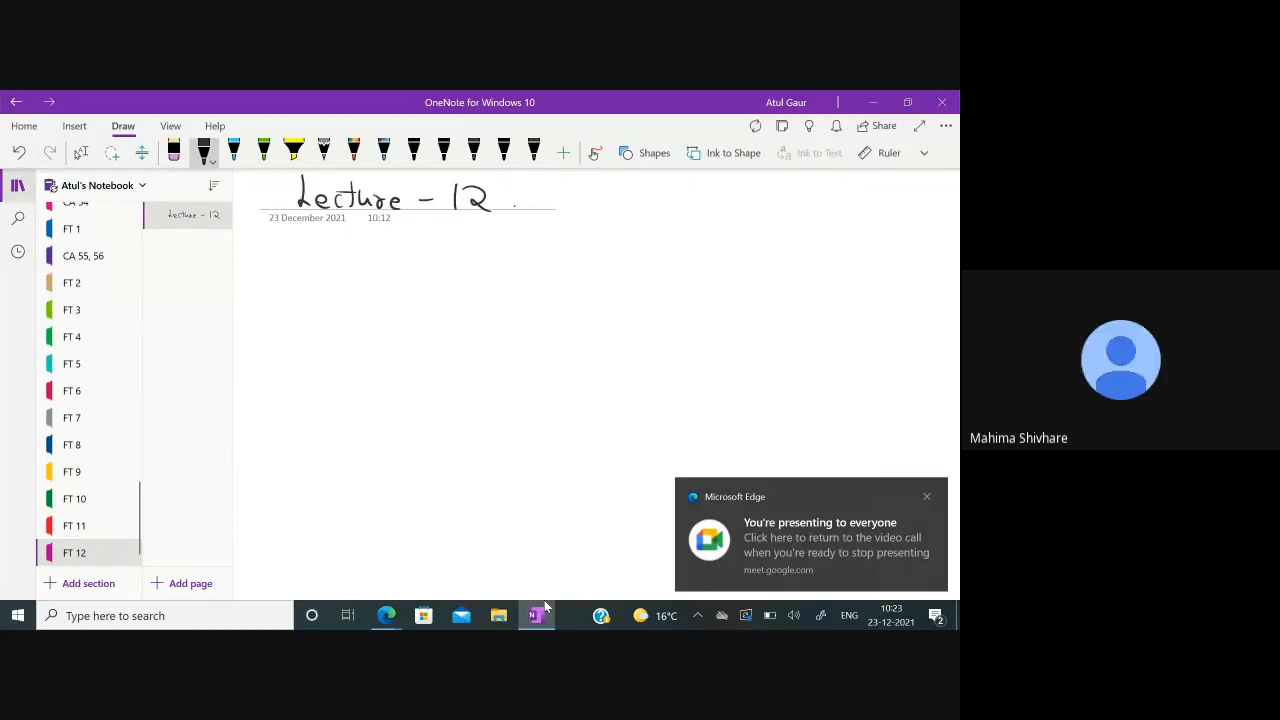 OneNote for Windows 10
Atul Gaur
Home Insert Draw View Help
Share
Shapes Ink to Shape Ink to Text Ruler
Atul's Notebook
FT 1
CA 55, 56
FT 2
FT 3
FT 4
FT 5
FT 6
FT 7
FT 8
FT 9
FT 10
FT 11
FT 12
Add section
Lecture - 12
Add page
Lecture - 12 .
23 December 2021 10:12
Microsoft Edge
You're presenting to everyone
Click here to return to the video call
when you're ready to stop presenting
meet.google.com
Type here to search
16°C
ENG
10:23
23-12-2021
2
Mahima Shivhare